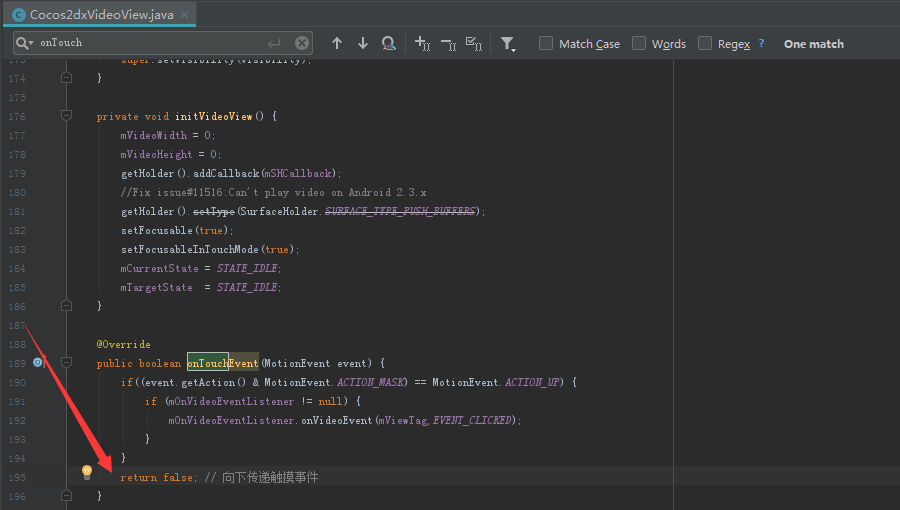 Cocos2dxVideoView.java
onTouch Match Case Words Regex ? One match
super.setVisibility(visibility);
174 }
175
176 private void initVideoView() {
177 mVideoWidth = 0;
178 mVideoHeight = 0;
179 getHolder().addCallback(mSHCallback);
180 //Fix issue#11516:Can't play video on Android 2.3.x
181 getHolder().setType(SurfaceHolder.SURFACE_TYPE_PUSH_BUFFERS);
182 setFocusable(true);
183 setFocusableInTouchMode(true);
184 mCurrentState = STATE_IDLE;
185 mTargetState = STATE_IDLE;
186 }
187
188 @Override
189 public boolean onTouchEvent(MotionEvent event) {
190 if((event.getAction() & MotionEvent.ACTION_MASK) == MotionEvent.ACTION_UP) {
191 if (mOnVideoEventListener != null) {
192 mOnVideoEventListener.onVideoEvent(mViewTag,EVENT_CLICKED);
193 }
194 }
195 return false; // 向下传递触摸事件
196 }